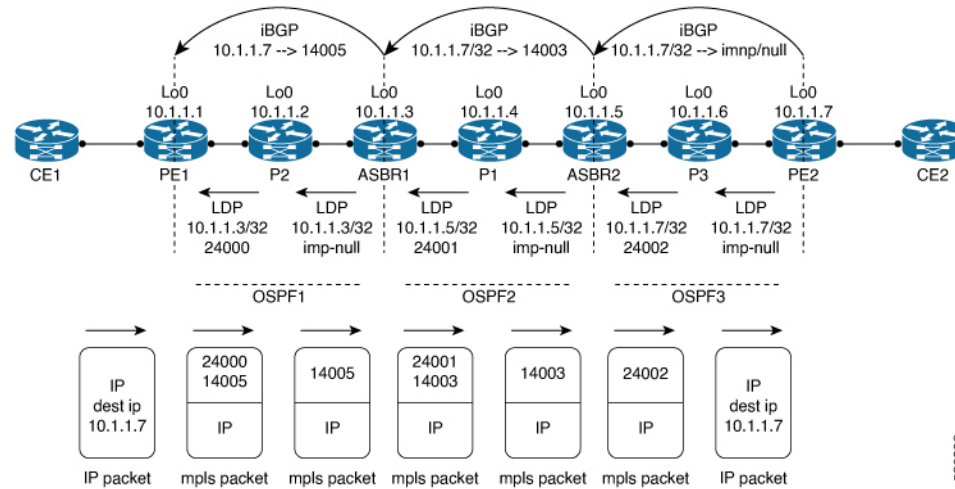 iBGP
10.1.1.7 --> 14005
iBGP
10.1.1.7/32 --> 14003
iBGP
10.1.1.7/32 --> imnp/null
Lo0
10.1.1.1
Lo0
10.1.1.2
Lo0
10.1.1.3
Lo0
10.1.1.4
Lo0
10.1.1.5
Lo0
10.1.1.6
Lo0
10.1.1.7
CE1
PE1
P2
ASBR1
P1
ASBR2
P3
PE2
CE2
LDP
10.1.1.3/32
24000
LDP
10.1.1.3/32
imp-null
LDP
10.1.1.5/32
24001
LDP
10.1.1.5/32
imp-null
LDP
10.1.1.7/32
24002
LDP
10.1.1.7/32
imp-null
OSPF1
OSPF2
OSPF3
IP
dest ip
10.1.1.7
IP packet
24000
14005
IP
mpls packet
14005
IP
mpls packet
24001
14003
IP
mpls packet
14003
IP
mpls packet
24002
IP
mpls packet
IP
dest ip
10.1.1.7
IP packet